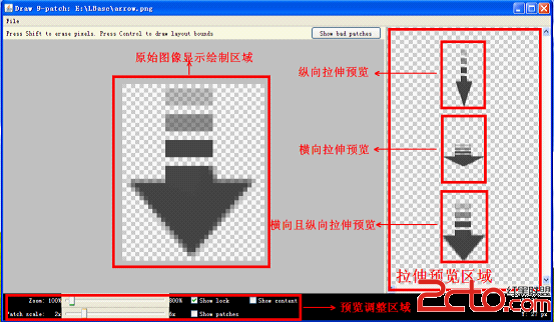 Draw 9-patch: E:\LBase\arrow.png
File
Press Shift to erase pixels. Press Control to draw layout bounds
Show bad patches
原始图像显示绘制区域
纵向拉伸预览
横向拉伸预览
横向且纵向拉伸预览
拉伸预览区域
Zoom: 100% 800% Show lock Show content
Patch scale: 2x 6x Show patches
预览调整区域
2cto.com
红黑联盟